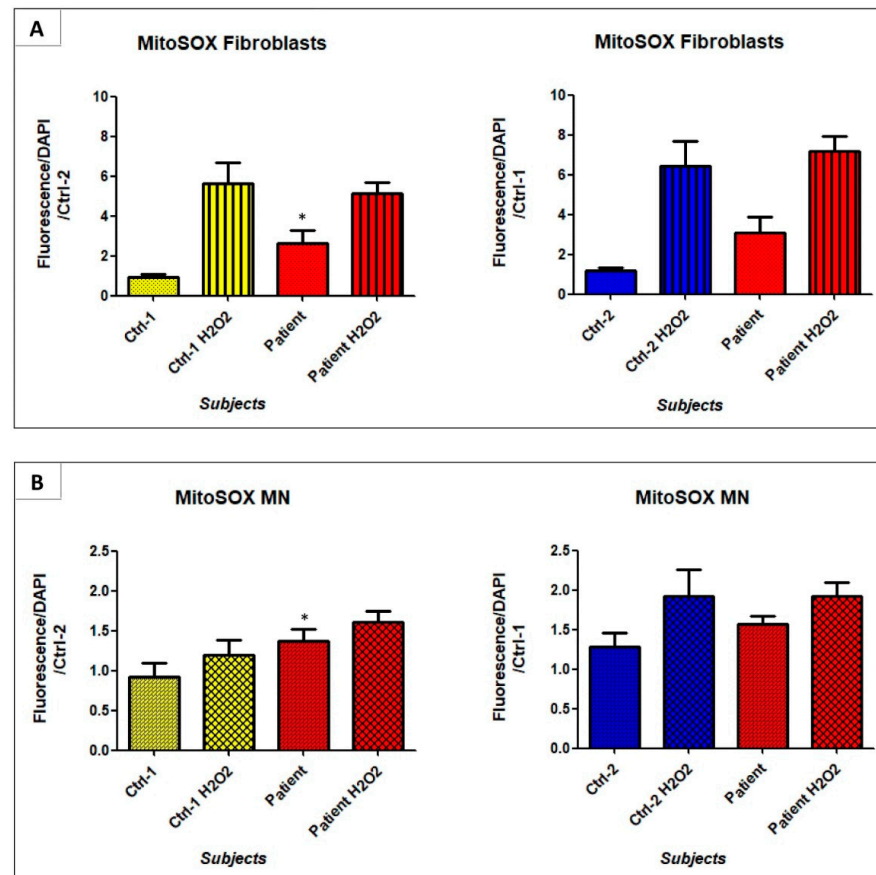 A
MitoSOX Fibroblasts
Fluorescence/DAPI
/Ctrl-2
10
8
6
4
2
0
*
Ctrl-1
Ctrl-1 H2O2
Patient
Patient H2O2
Subjects
MitoSOX Fibroblasts
Fluorescence/DAPI
/Ctrl-1
10
8
6
4
2
0
Ctrl-2
Ctrl-2 H2O2
Patient
Patient H2O2
Subjects
B
MitoSOX MN
Fluorescence/DAPI
/Ctrl-2
2.5
2.0
1.5
1.0
0.5
0.0
*
Ctrl-1
Ctrl-1 H2O2
Patient
Patient H2O2
Subjects
MitoSOX MN
Fluorescence/DAPI
/Ctrl-1
2.5
2.0
1.5
1.0
0.5
0.0
Ctrl-2
Ctrl-2 H2O2
Patient
Patient H2O2
Subjects